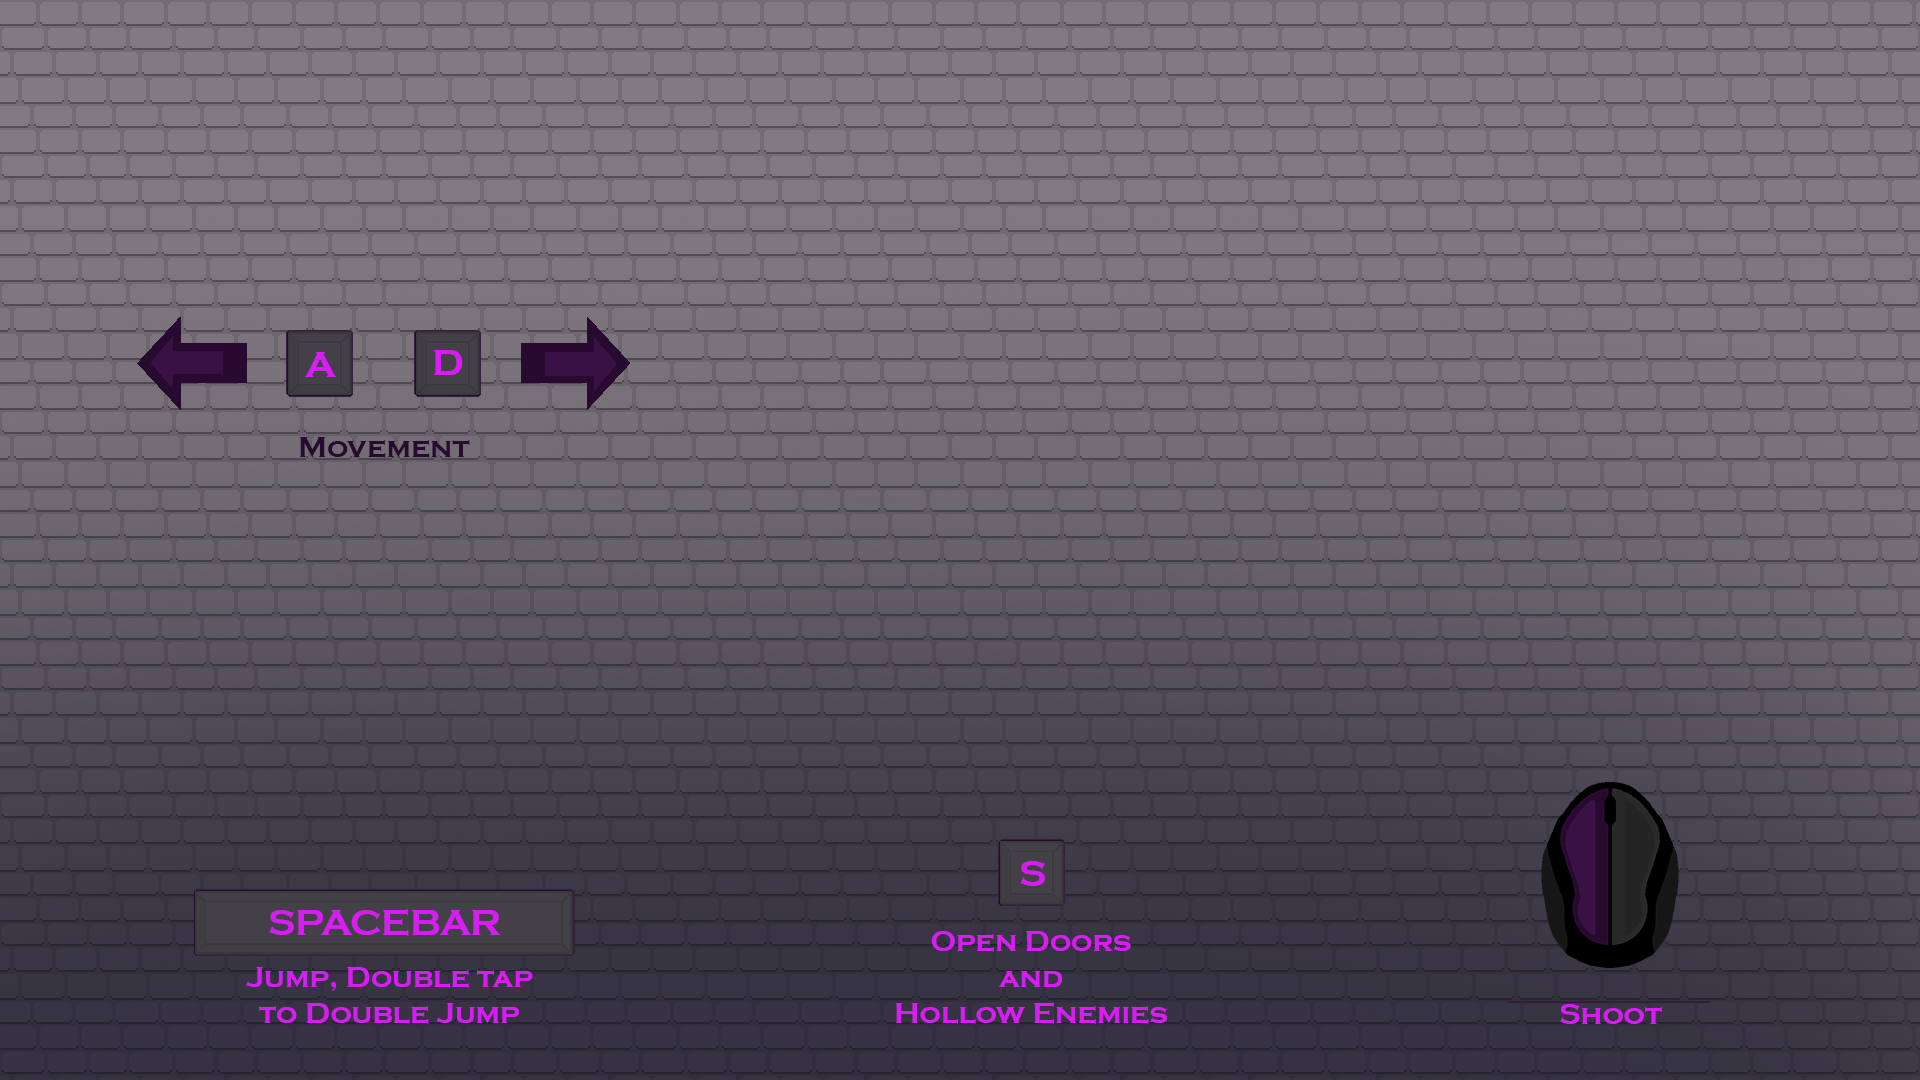 A D
Movement
SPACEBAR
Jump, Double tap
to Double Jump
S
Open Doors
and
Hollow Enemies
Shoot